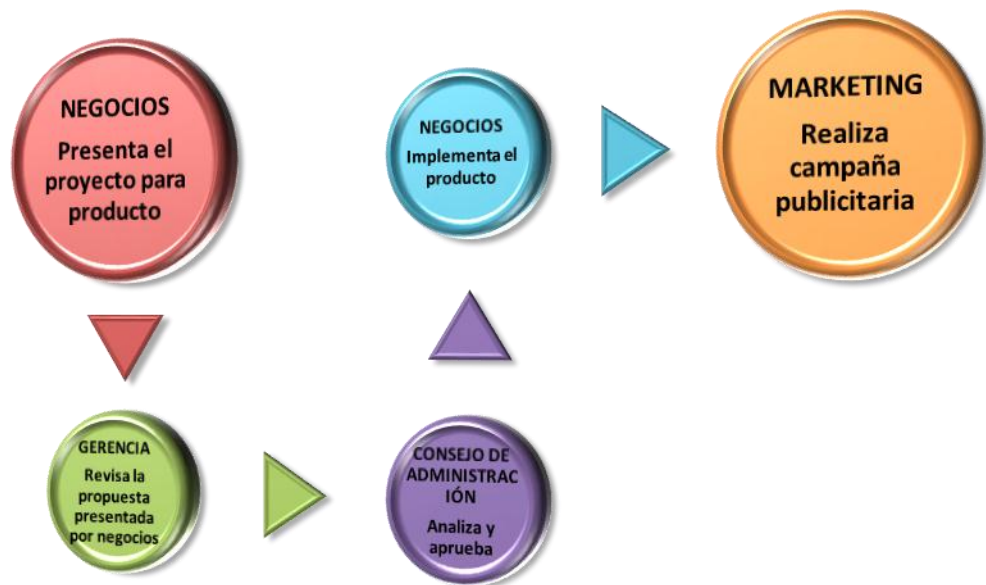 NEGOCIOS
Presenta el
proyecto para
producto
GERENCIA
Revisa la
propuesta
presentada
por negocios
CONSEJO DE
ADMINISTRAC
IÓN
Analiza y
aprueba
NEGOCIOS
Implementa el
producto
MARKETING
Realiza
campaña
publicitaria